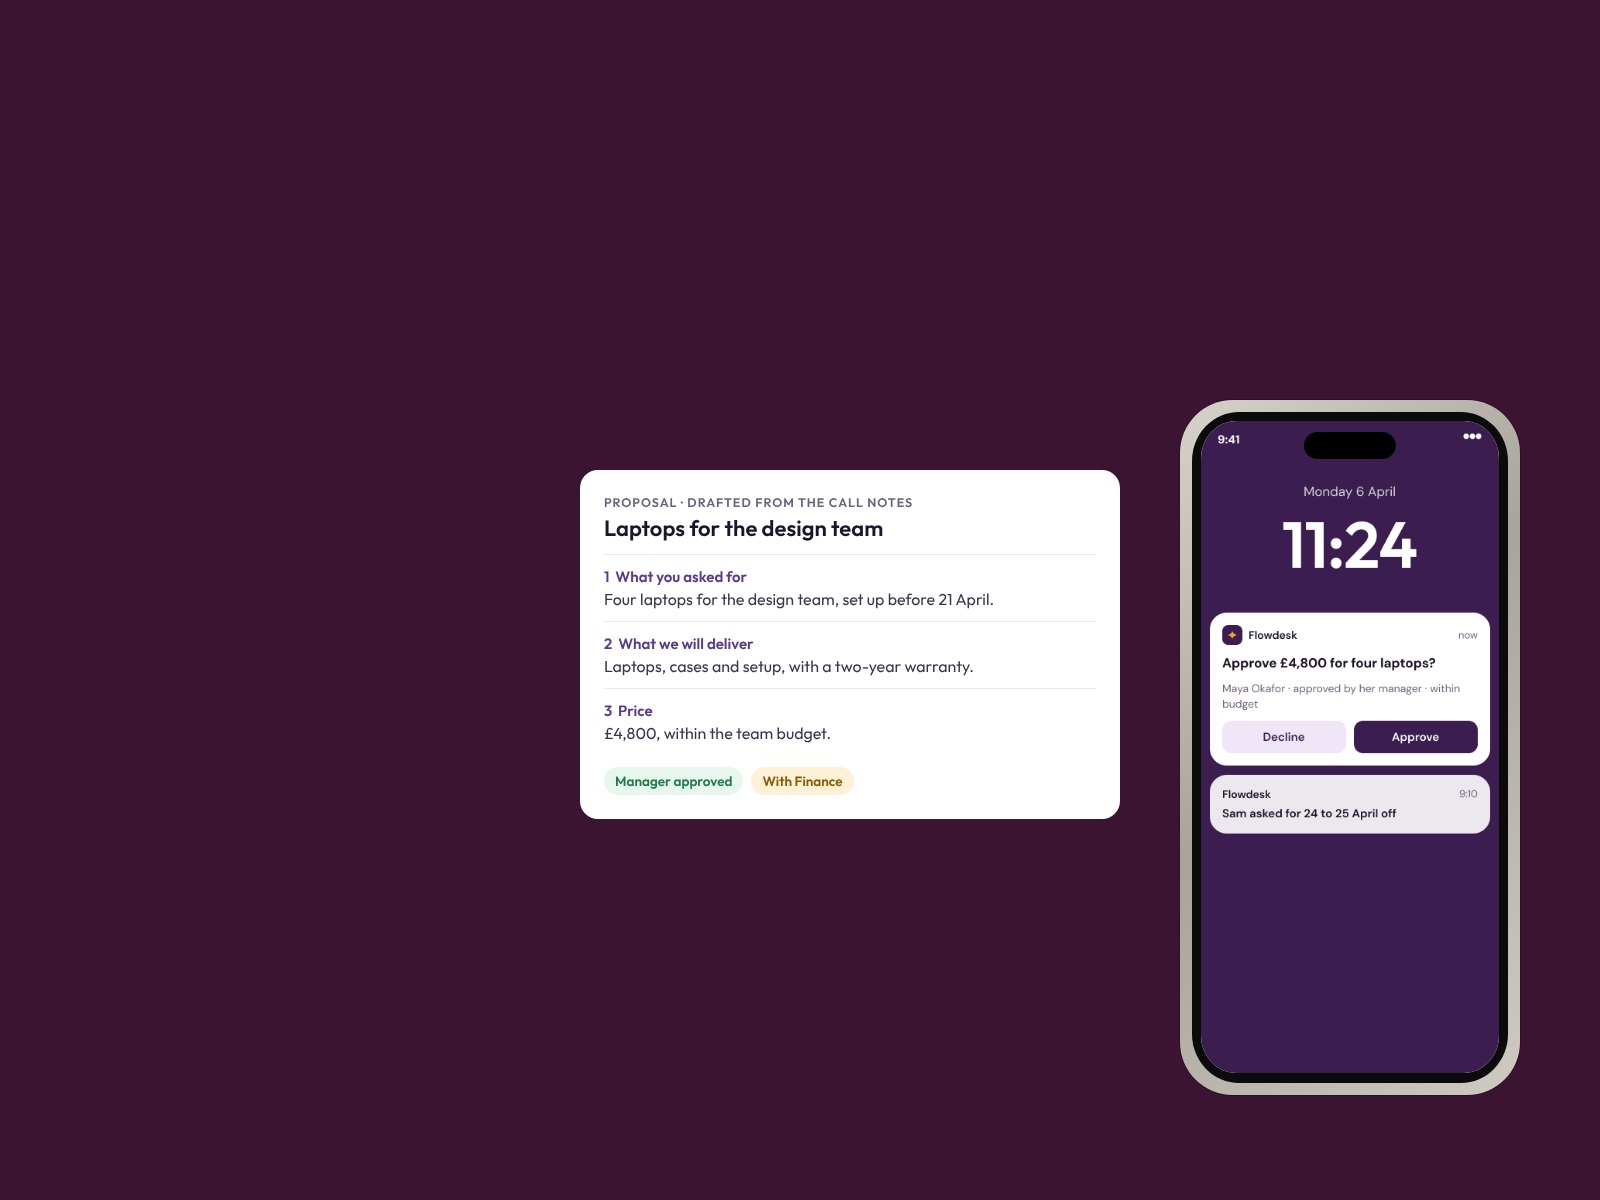 PROPOSAL · DRAFTED FROM THE CALL NOTES
Laptops for the design team
1 What you asked for
Four laptops for the design team, set up before 21 April.
2 What we will deliver
Laptops, cases and setup, with a two-year warranty.
3 Price
£4,800, within the team budget.
Manager approved
With Finance
9:41
Monday 6 April
11:24
Flowdesk
now
Approve £4,800 for four laptops?
Maya Okafor · approved by her manager · within
budget
Decline
Approve
Flowdesk
9:10
Sam asked for 24 to 25 April off